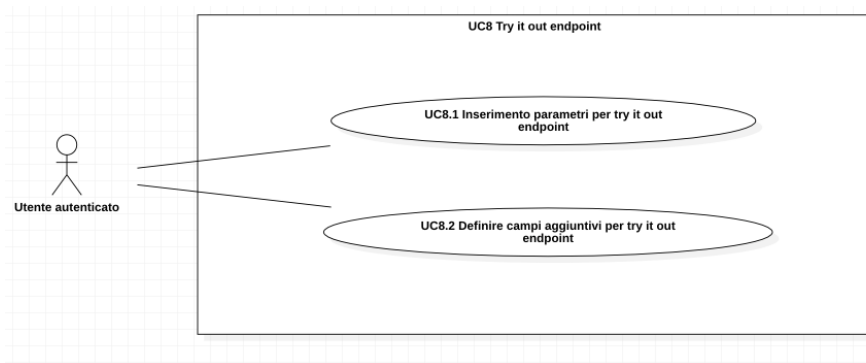 UC8 Try it out endpoint
UC8.1 Inserimento parametri per try it out
endpoint
Utente autenticato
UC8.2 Definire campi aggiuntivi per try it out
endpoint